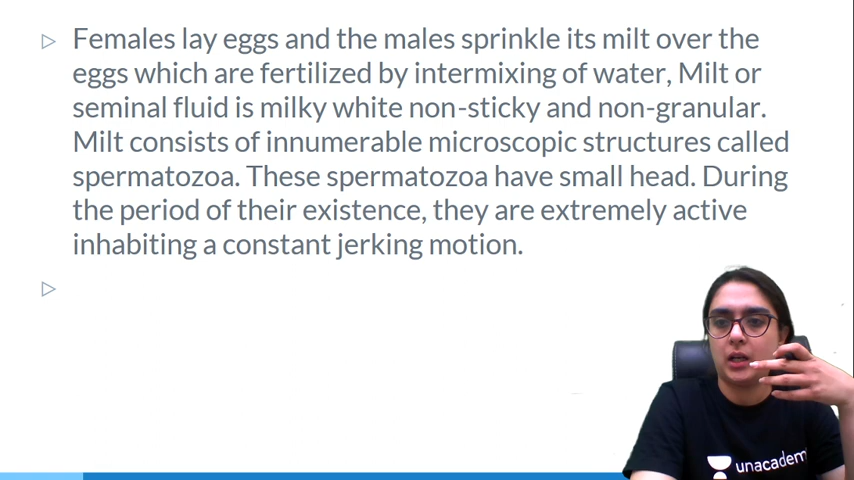 Females lay eggs and the males sprinkle its milt over the
eggs which are fertilized by intermixing of water, Milt or
seminal fluid is milky white non-sticky and non-granular.
Milt consists of innumerable microscopic structures called
spermatozoa. These spermatozoa have small head. During
the period of their existence, they are extremely active
inhabiting a constant jerking motion.
unacadem